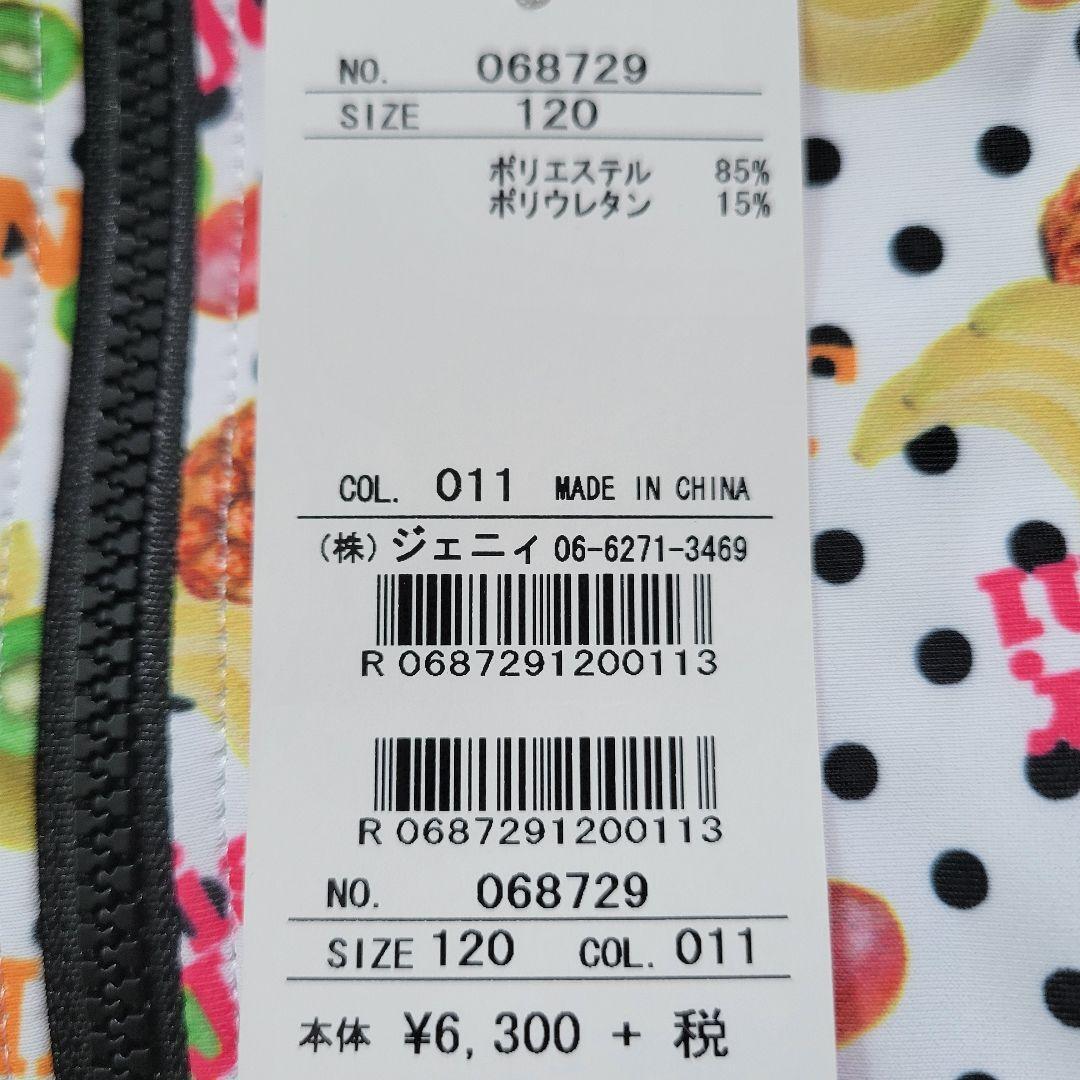 NO. 068729
SIZE 120
ポリエステル 85%
ポリウレタン 15%
COL. 011 MADE IN CHINA
(株)ジェニィ 06-6271-3469
R0687291200113
R0687291200113
NO. 068729
SIZE 120 COL. 011
本体 ¥6,300 + 税